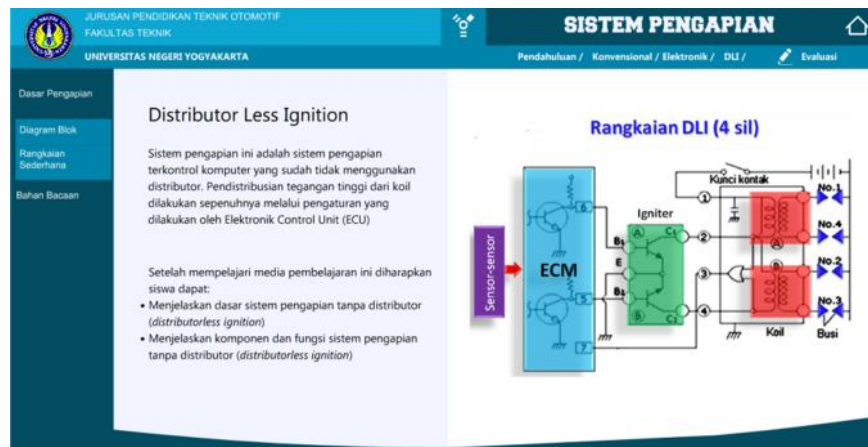 JURUSAN PENDIDIKAN TEKNIK OTOMOTIF
FAKULTAS TEKNIK
UNIVERSITAS NEGERI YOGYAKARTA
SISTEM PENGAPIAN
Pendahuluan / Konvensional / Elektronik / DLI / Evaluasi
Dasar Pengapian
Diagram Blok
Rangkaian
Sederhana
Bahan Bacaan
Distributor Less Ignition
Sistem pengapian ini adalah sistem pengapian
terkontrol komputer yang sudah tidak menggunakan
distributor. Pendistribusian tegangan tinggi dari koil
dilakukan sepenuhnya melalui pengaturan yang
dilakukan oleh Elektronik Control Unit (ECU)
Setelah mempelajari media pembelajaran ini diharapkan
siswa dapat:
• Menjelaskan dasar sistem pengapian tanpa distributor
(distributorless ignition)
• Menjelaskan komponen dan fungsi sistem pengapian
tanpa distributor (distributorless ignition)
Rangkaian DLI (4 sil)
Kunci kontak
No.1
6
1
Igniter
A
C1
2
No.4
A
Sensor-sensor
ECM
E
3
No.2
5
B
4
No.3
7
Koil
Busi